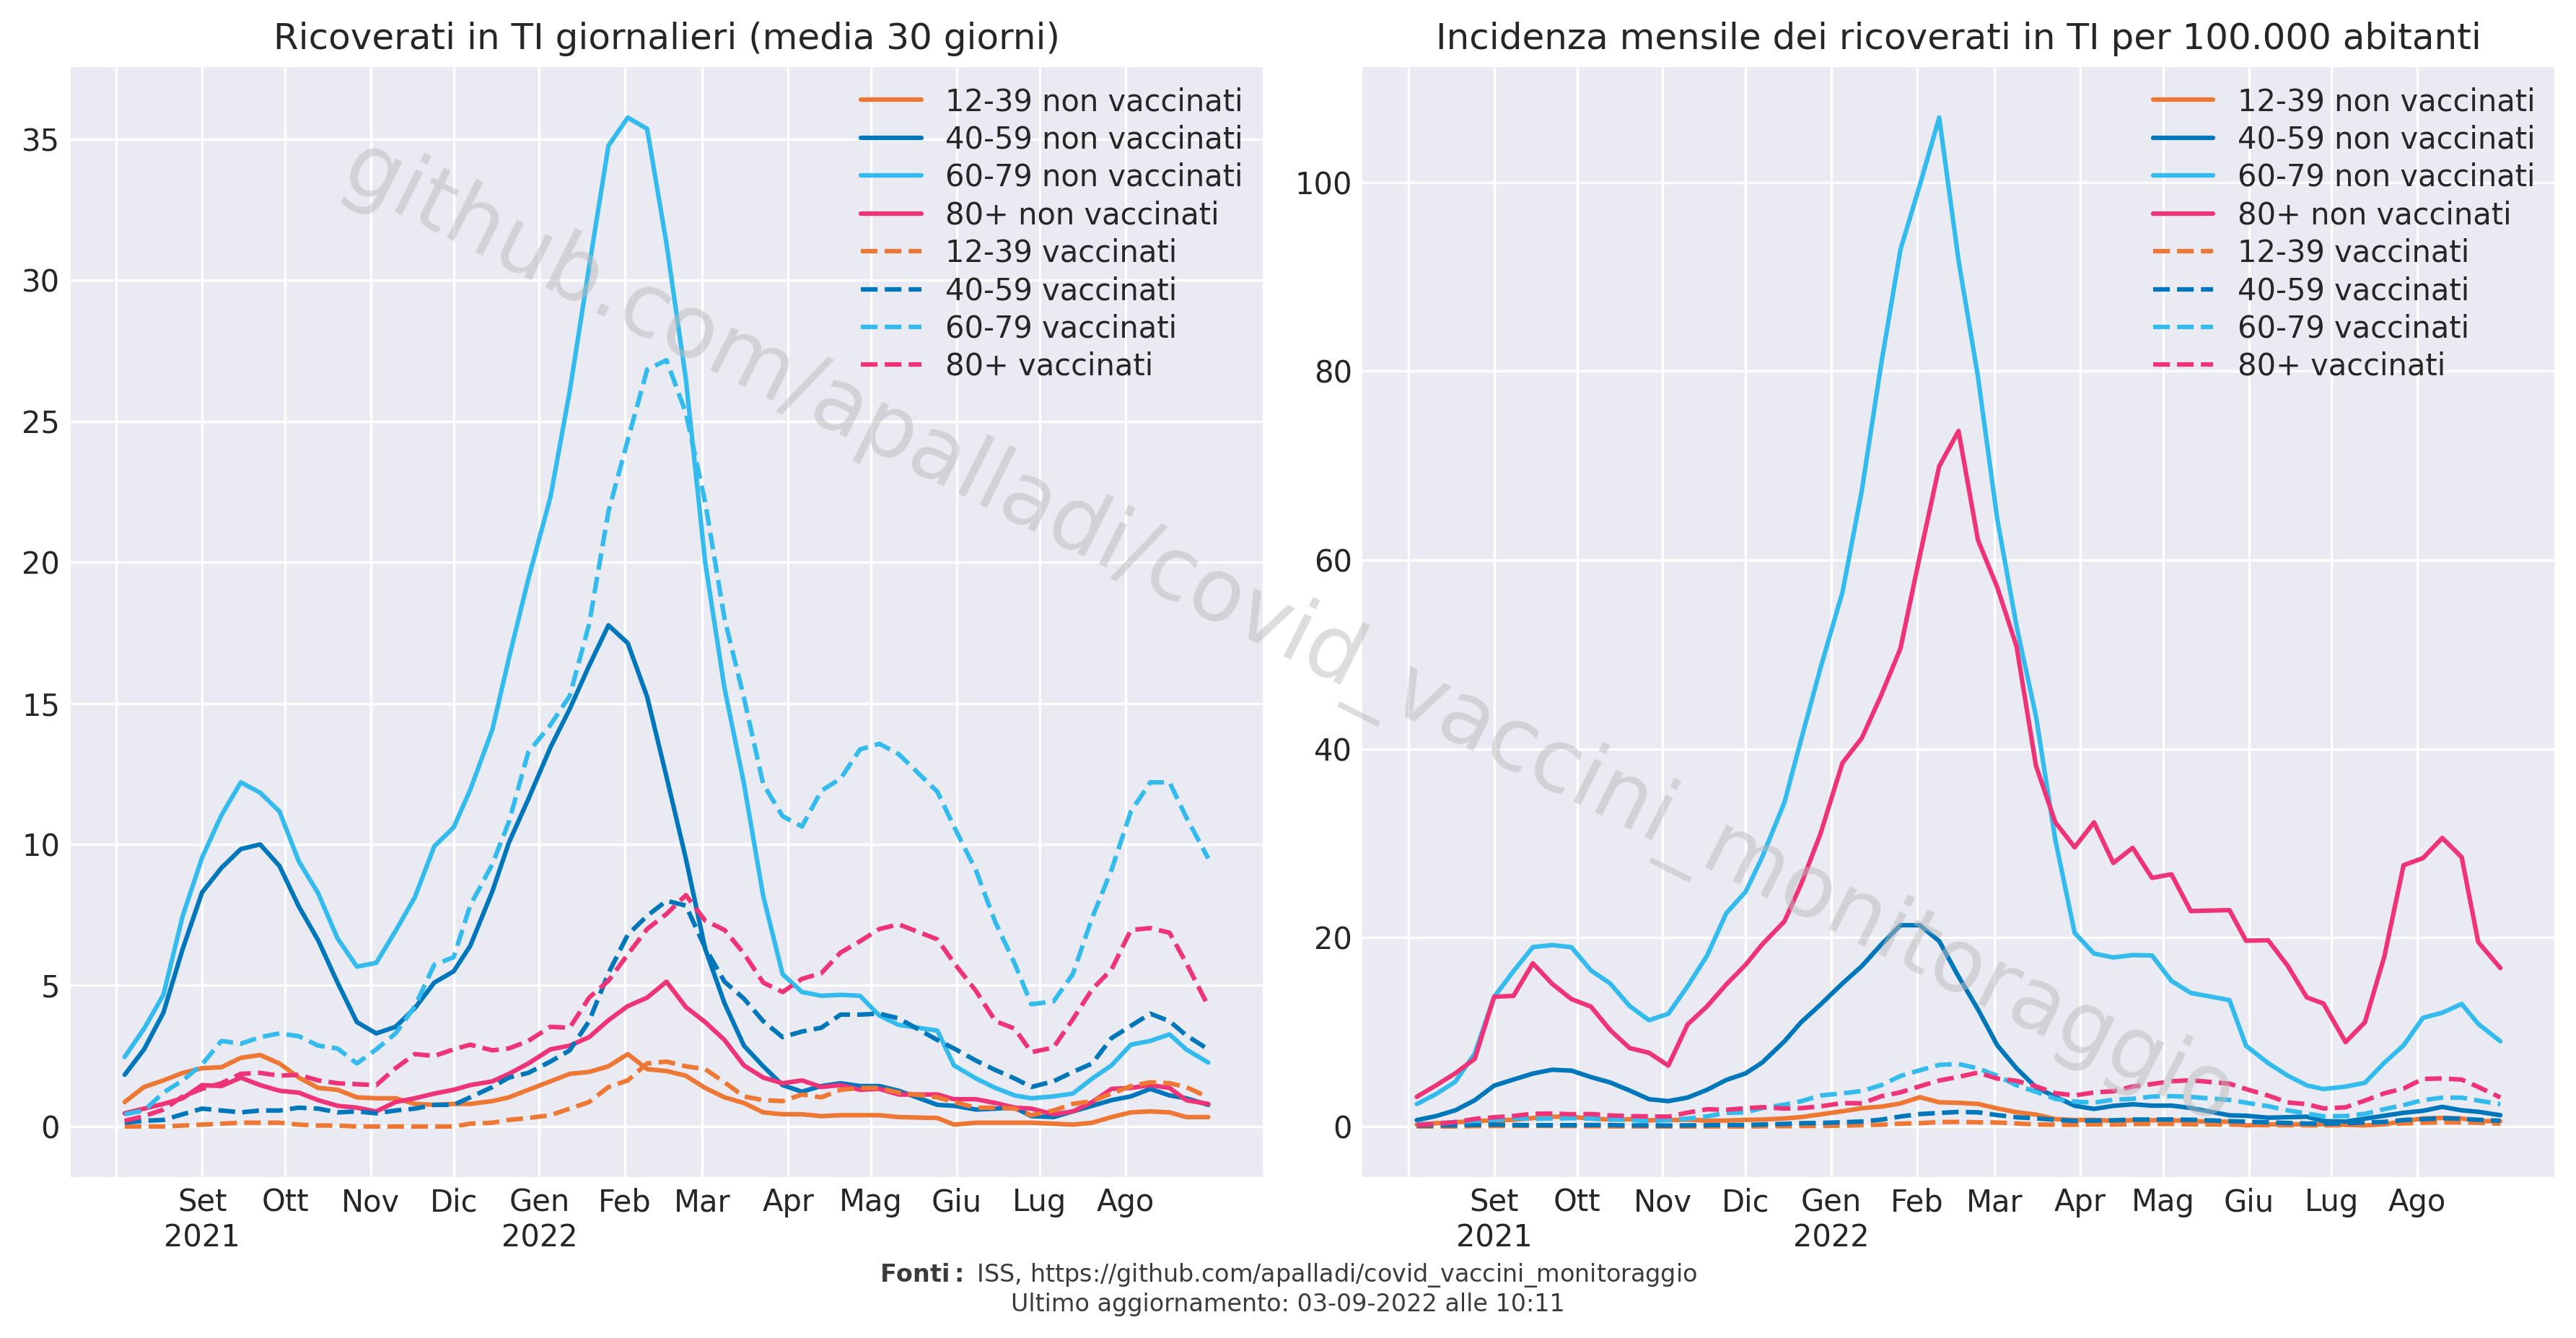 Ricoverati in TI giornalieri (media 30 giorni)
35
30
25
20
15
10
5
0
12-39 non vaccinati
40-59 non vaccinati
60-79 non vaccinati
80+ non vaccinati
12-39 vaccinati
40-59 vaccinati
60-79 vaccinati
80+ vaccinati
Set Ott Nov Dic Gen Feb Mar Apr Mag Giu Lug Ago
2021 2022
Incidenza mensile dei ricoverati in TI per 100.000 abitanti
100
80
60
40
20
0
12-39 non vaccinati
40-59 non vaccinati
60-79 non vaccinati
80+ non vaccinati
12-39 vaccinati
40-59 vaccinati
60-79 vaccinati
80+ vaccinati
Set Ott Nov Dic Gen Feb Mar Apr Mag Giu Lug Ago
2021 2022
github.com/apalladi/covid_vaccini_monitoraggio
Fonti: ISS, https://github.com/apalladi/covid_vaccini_monitoraggio
Ultimo aggiornamento: 03-09-2022 alle 10:11